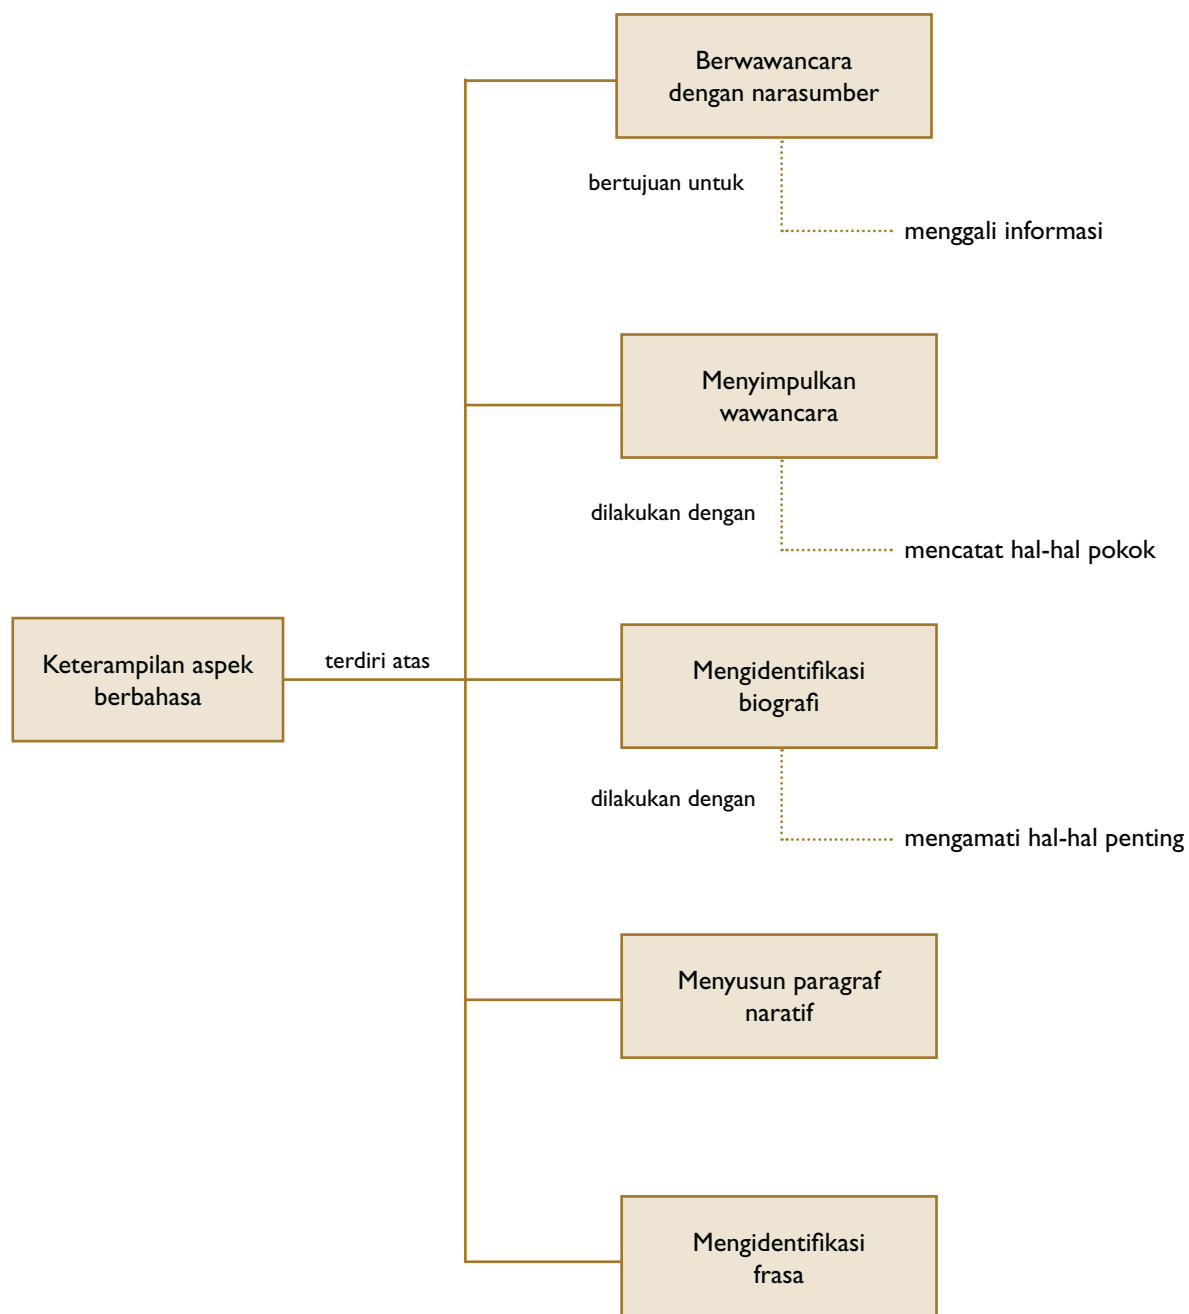 Berwawancara
dengan narasumber
bertujuan untuk
menggali informasi
Menyimpulkan
wawancara
dilakukan dengan
mencatat hal-hal pokok
Keterampilan aspek
berbahasa
terdiri atas
Mengidentifikasi
biografi
dilakukan dengan
mengamati hal-hal penting
Menyusun paragraf
naratif
Mengidentifikasi
frasa